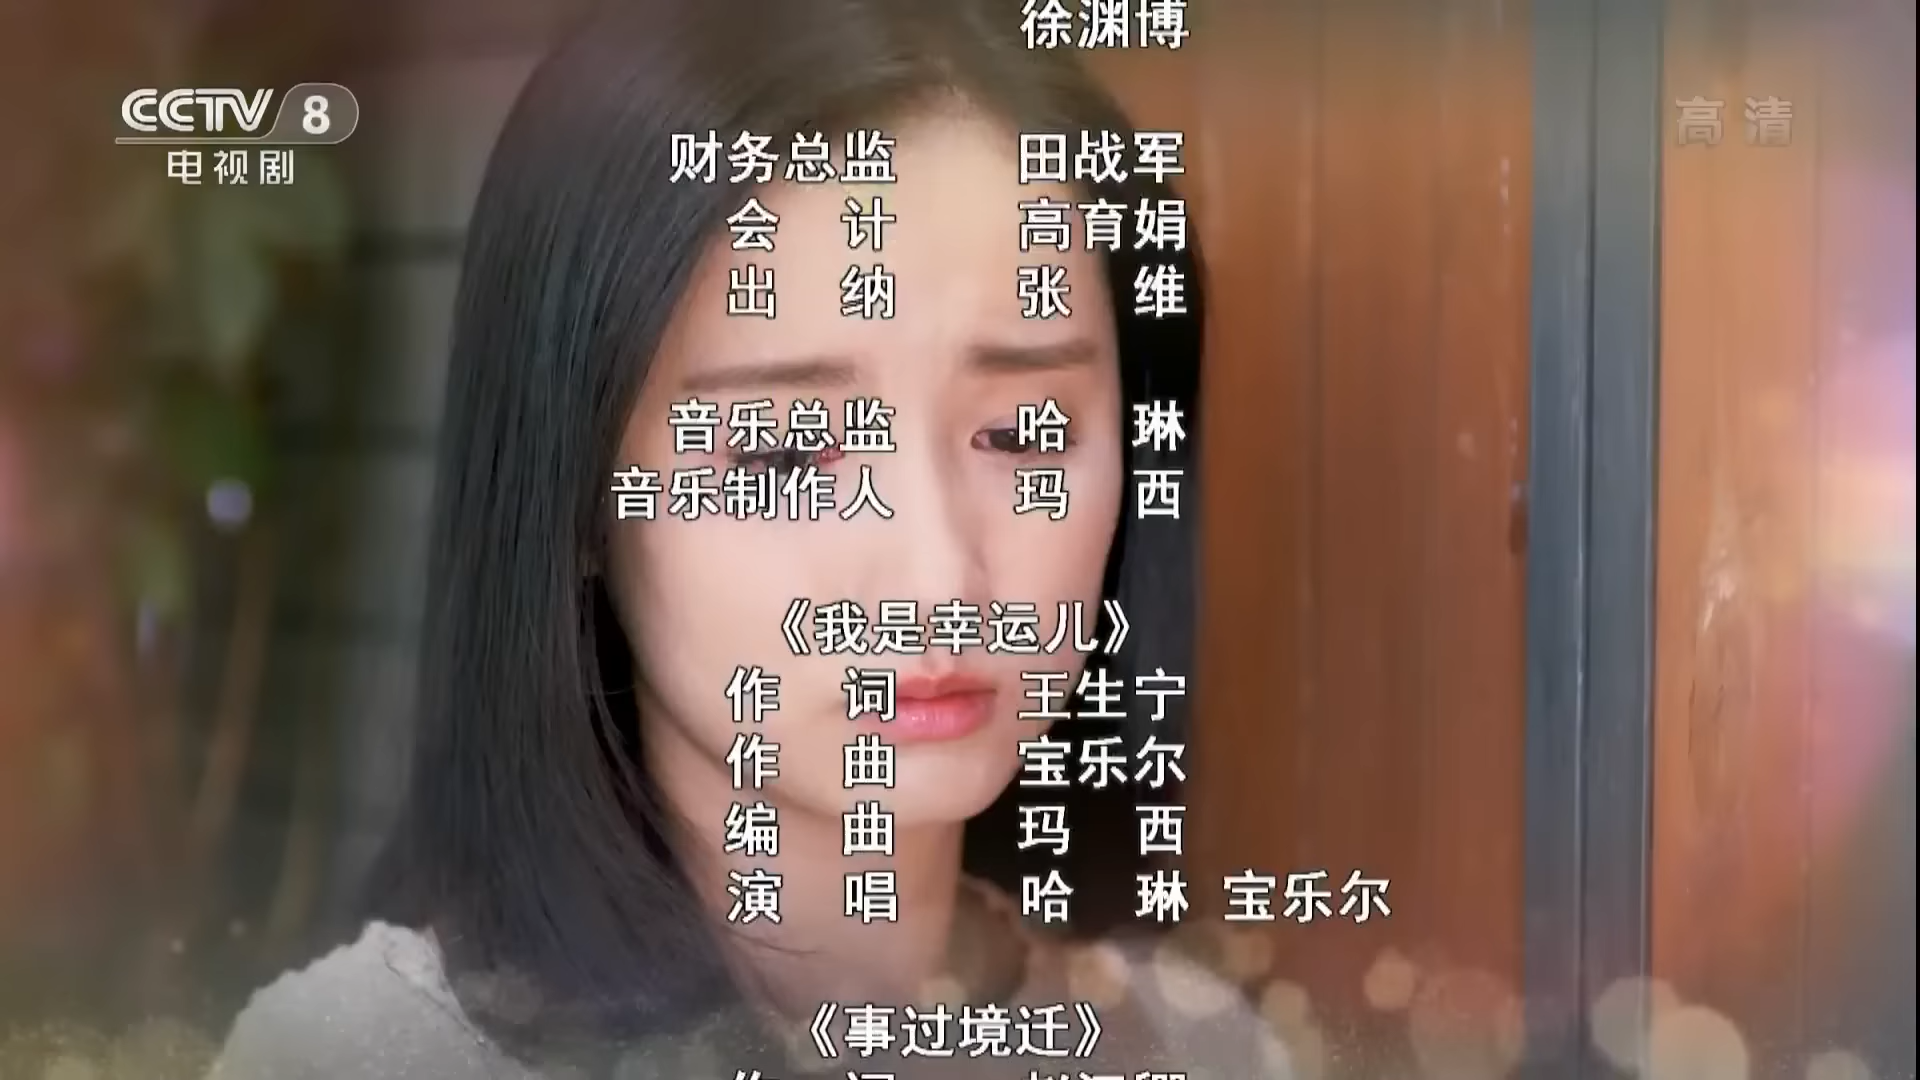 徐渊博
CCTV 8
电视剧
高清
财务总监 田战军
会 计 高育娟
出 纳 张 维
音乐总监 哈 琳
音乐制作人 玛 西
《我是幸运儿》
作 词 王生宁
作 曲 宝乐尔
编 曲 玛 西
演 唱 哈 琳 宝乐尔
《事过境迁》
作 词